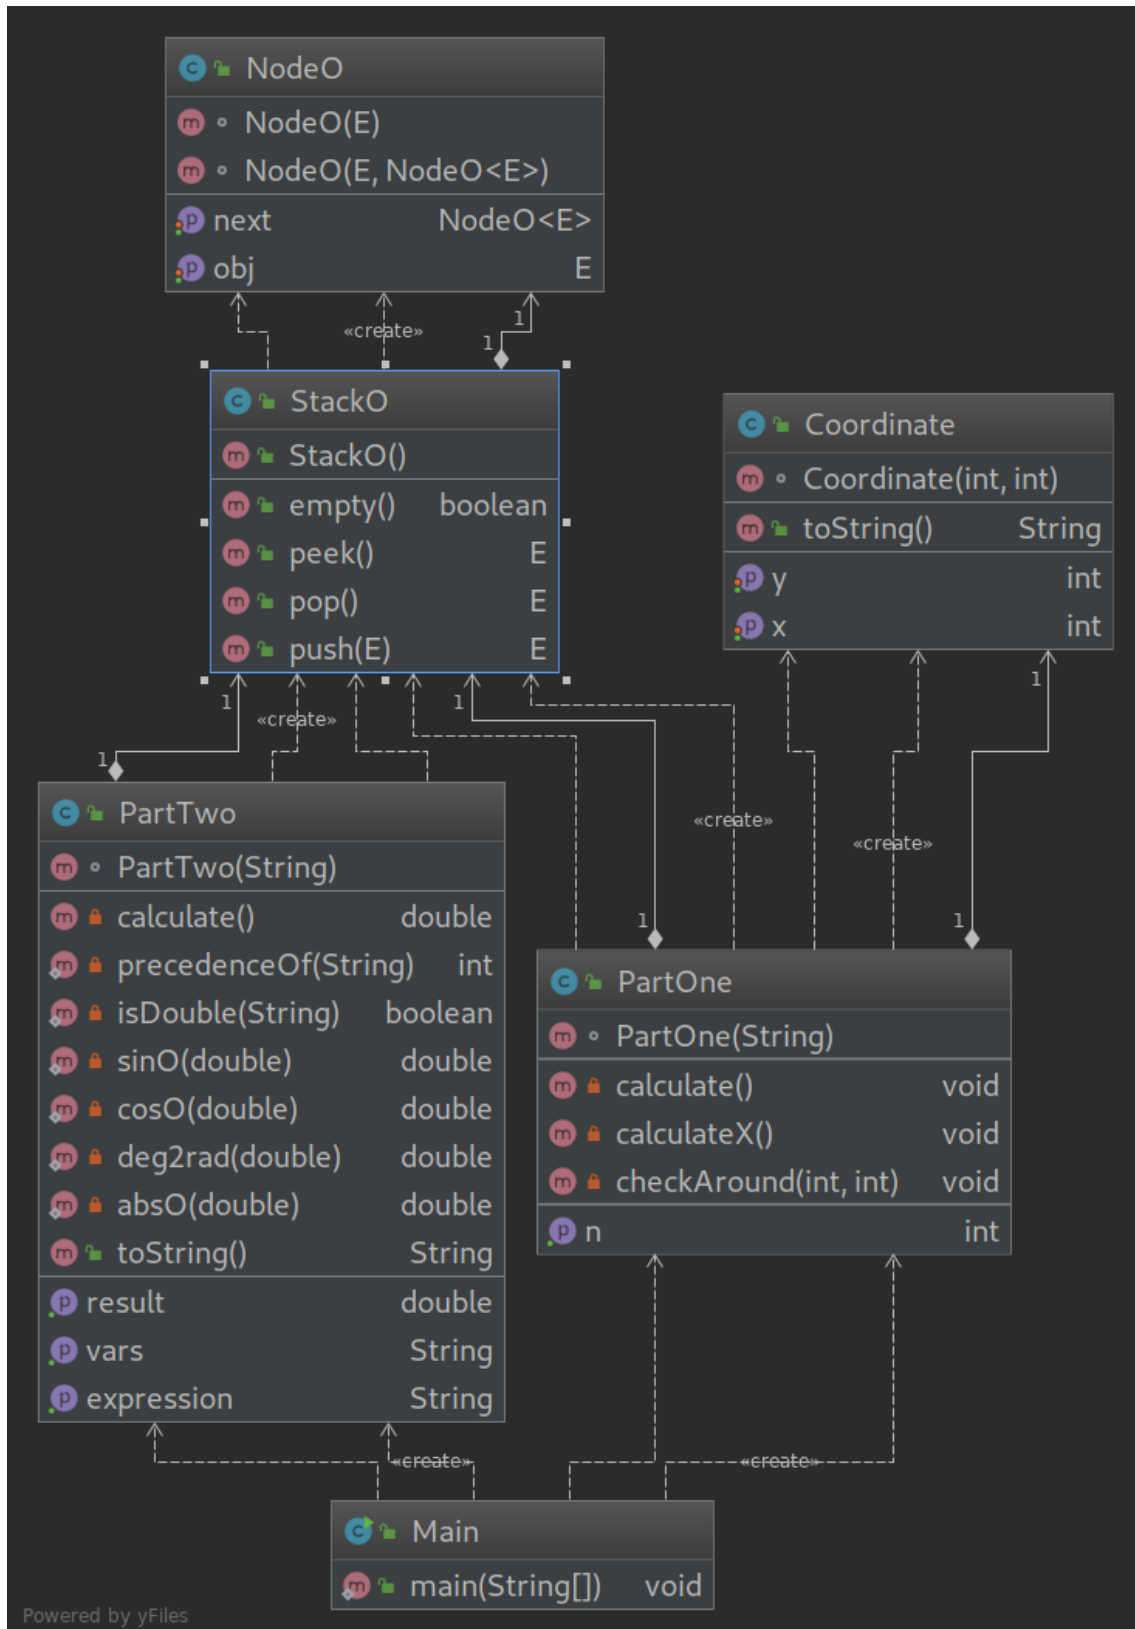 NodeO
NodeO(E)
NodeO(E, NodeO<E>)
next NodeO<E>
obj E
1
«create»
1
StackO
StackO()
empty() boolean
peek() E
pop() E
push(E) E
Coordinate
Coordinate(int, int)
toString() String
y int
x int
1
«create»
1
1
1
«create»
«create»
PartTwo
PartTwo(String)
calculate() double
precedenceOf(String) int
isDouble(String) boolean
sinO(double) double
cosO(double) double
deg2rad(double) double
absO(double) double
toString() String
result double
vars String
expression String
1
1
PartOne
PartOne(String)
calculate() void
calculateX() void
checkAround(int, int) void
n int
«create»
«create»
Main
main(String[]) void
Powered by yFiles